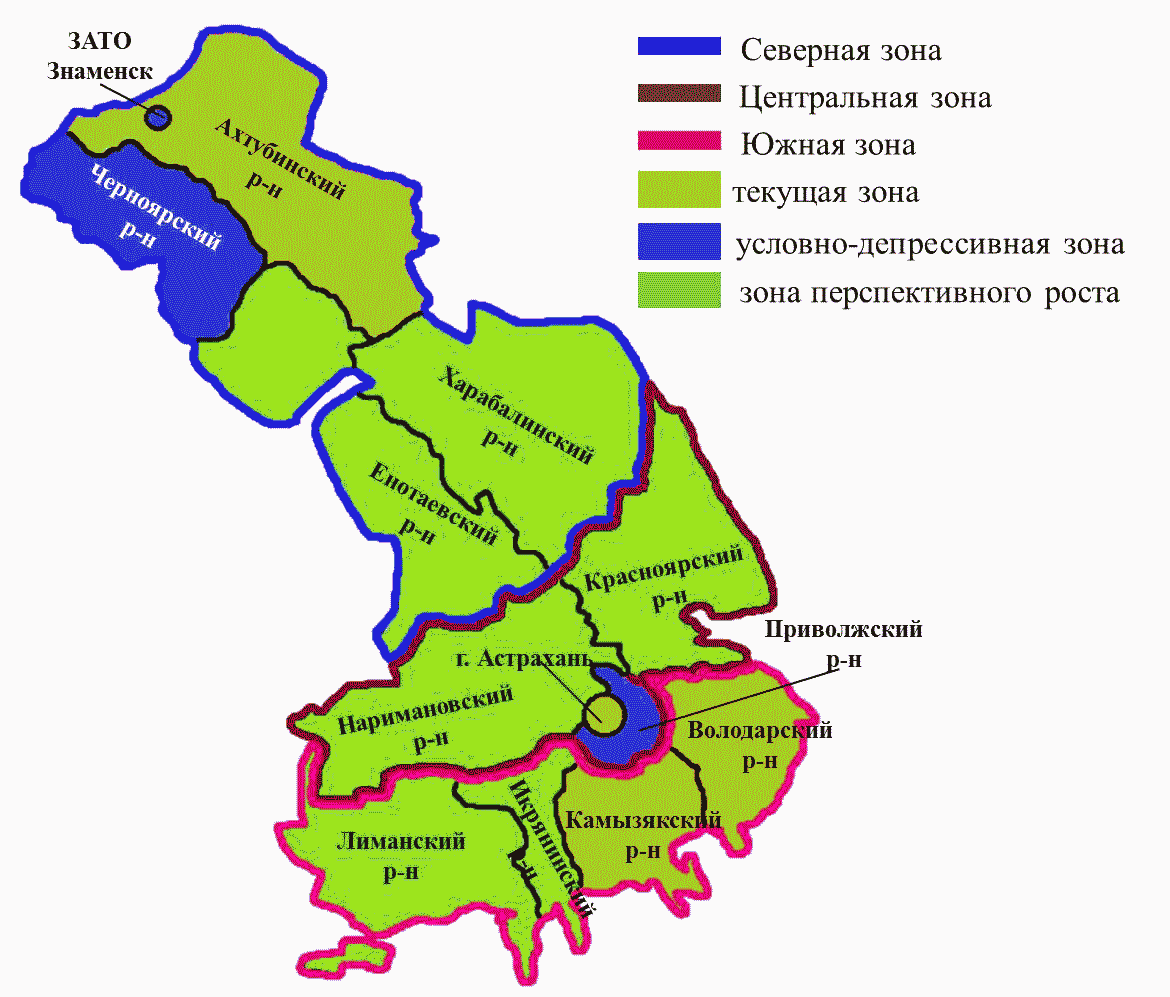 ЗАТО
Знаменск
Ахтубинский
р-н
Черноярский
р-н
Харабалинский
р-н
Енотаевский
р-н
Красноярский
р-н
Приволжский
р-н
г. Астрахань
Наримановский
р-н
Володарский
р-н
Камызякский
р-н
Икрянинский
р-н
Лиманский
р-н
Северная зона
Центральная зона
Южная зона
текущая зона
условно-депрессивная зона
зона перспективного роста